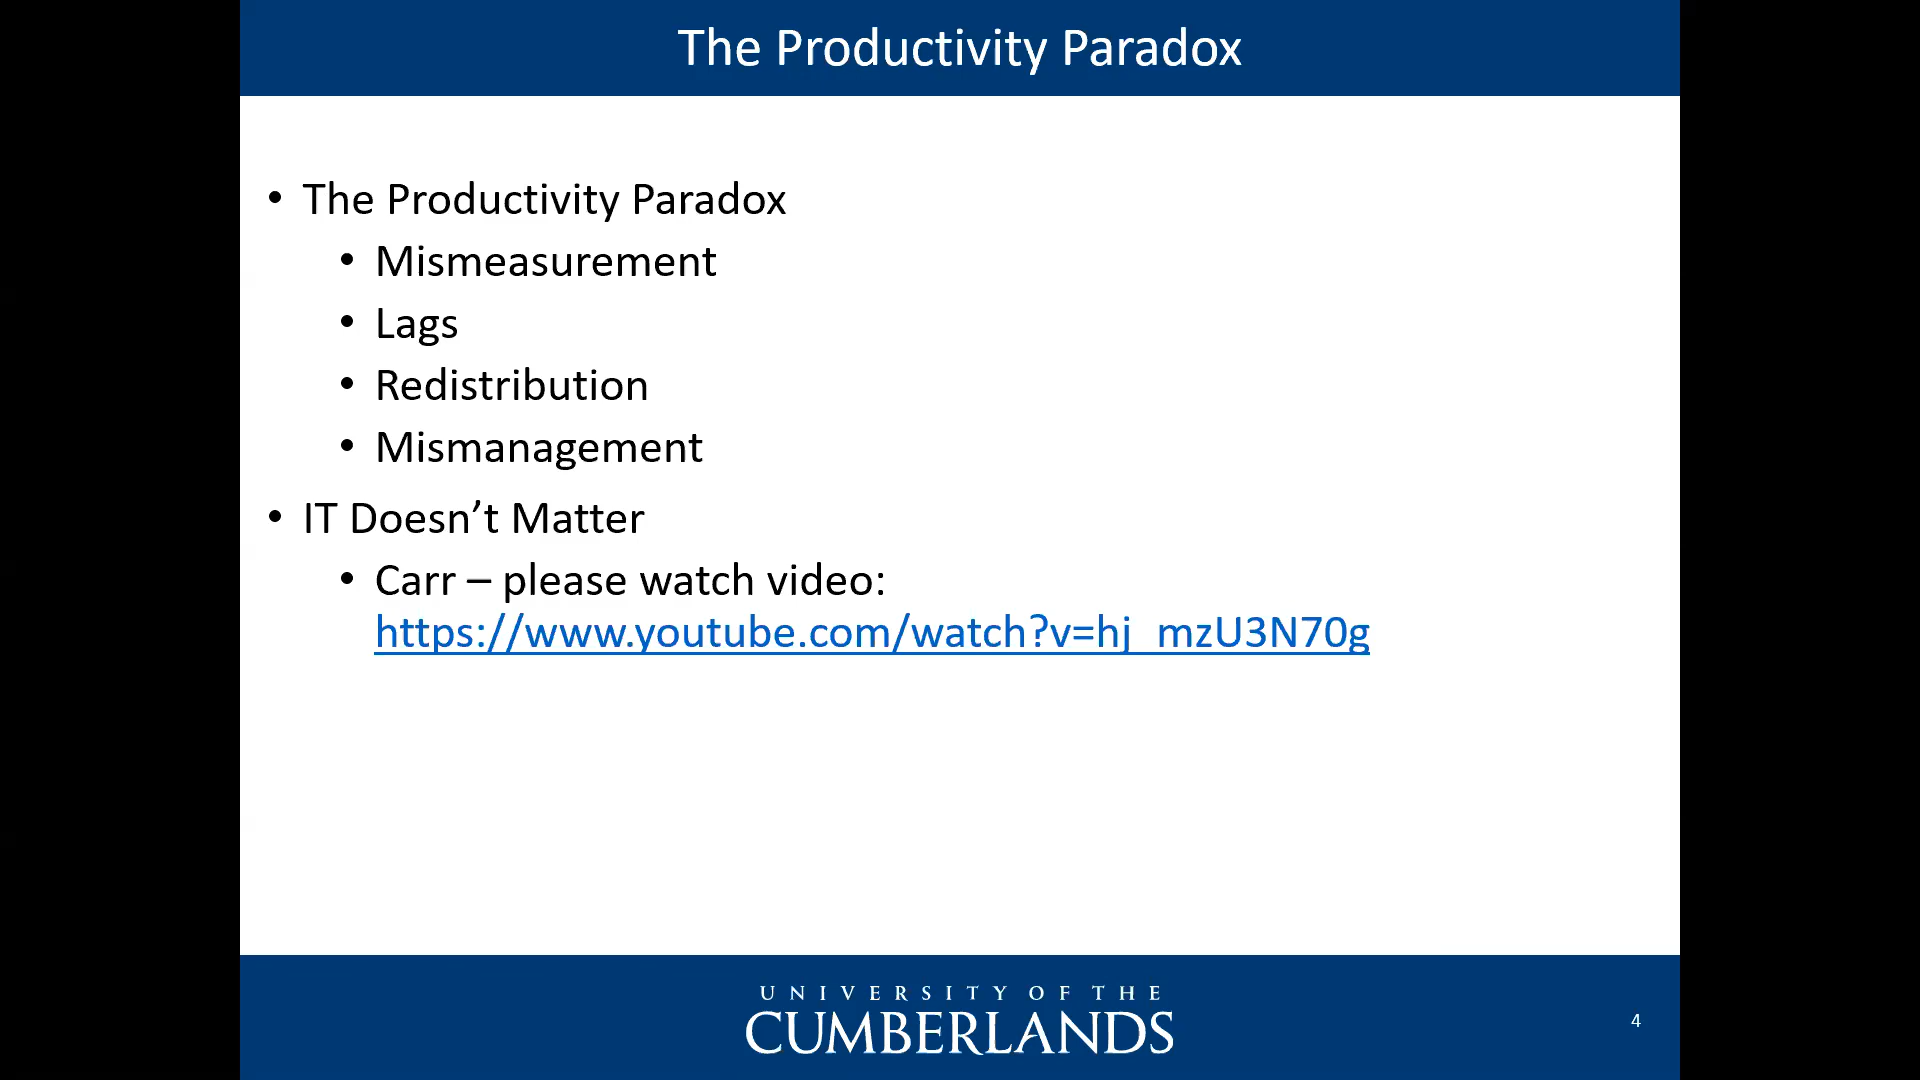 The Productivity Paradox
• The Productivity Paradox
• Mismeasurement
• Lags
• Redistribution
• Mismanagement
• IT Doesn’t Matter
• Carr – please watch video:
https://www.youtube.com/watch?v=hj_mzU3N70g
UNIVERSITY OF THE
CUMBERLANDS
4